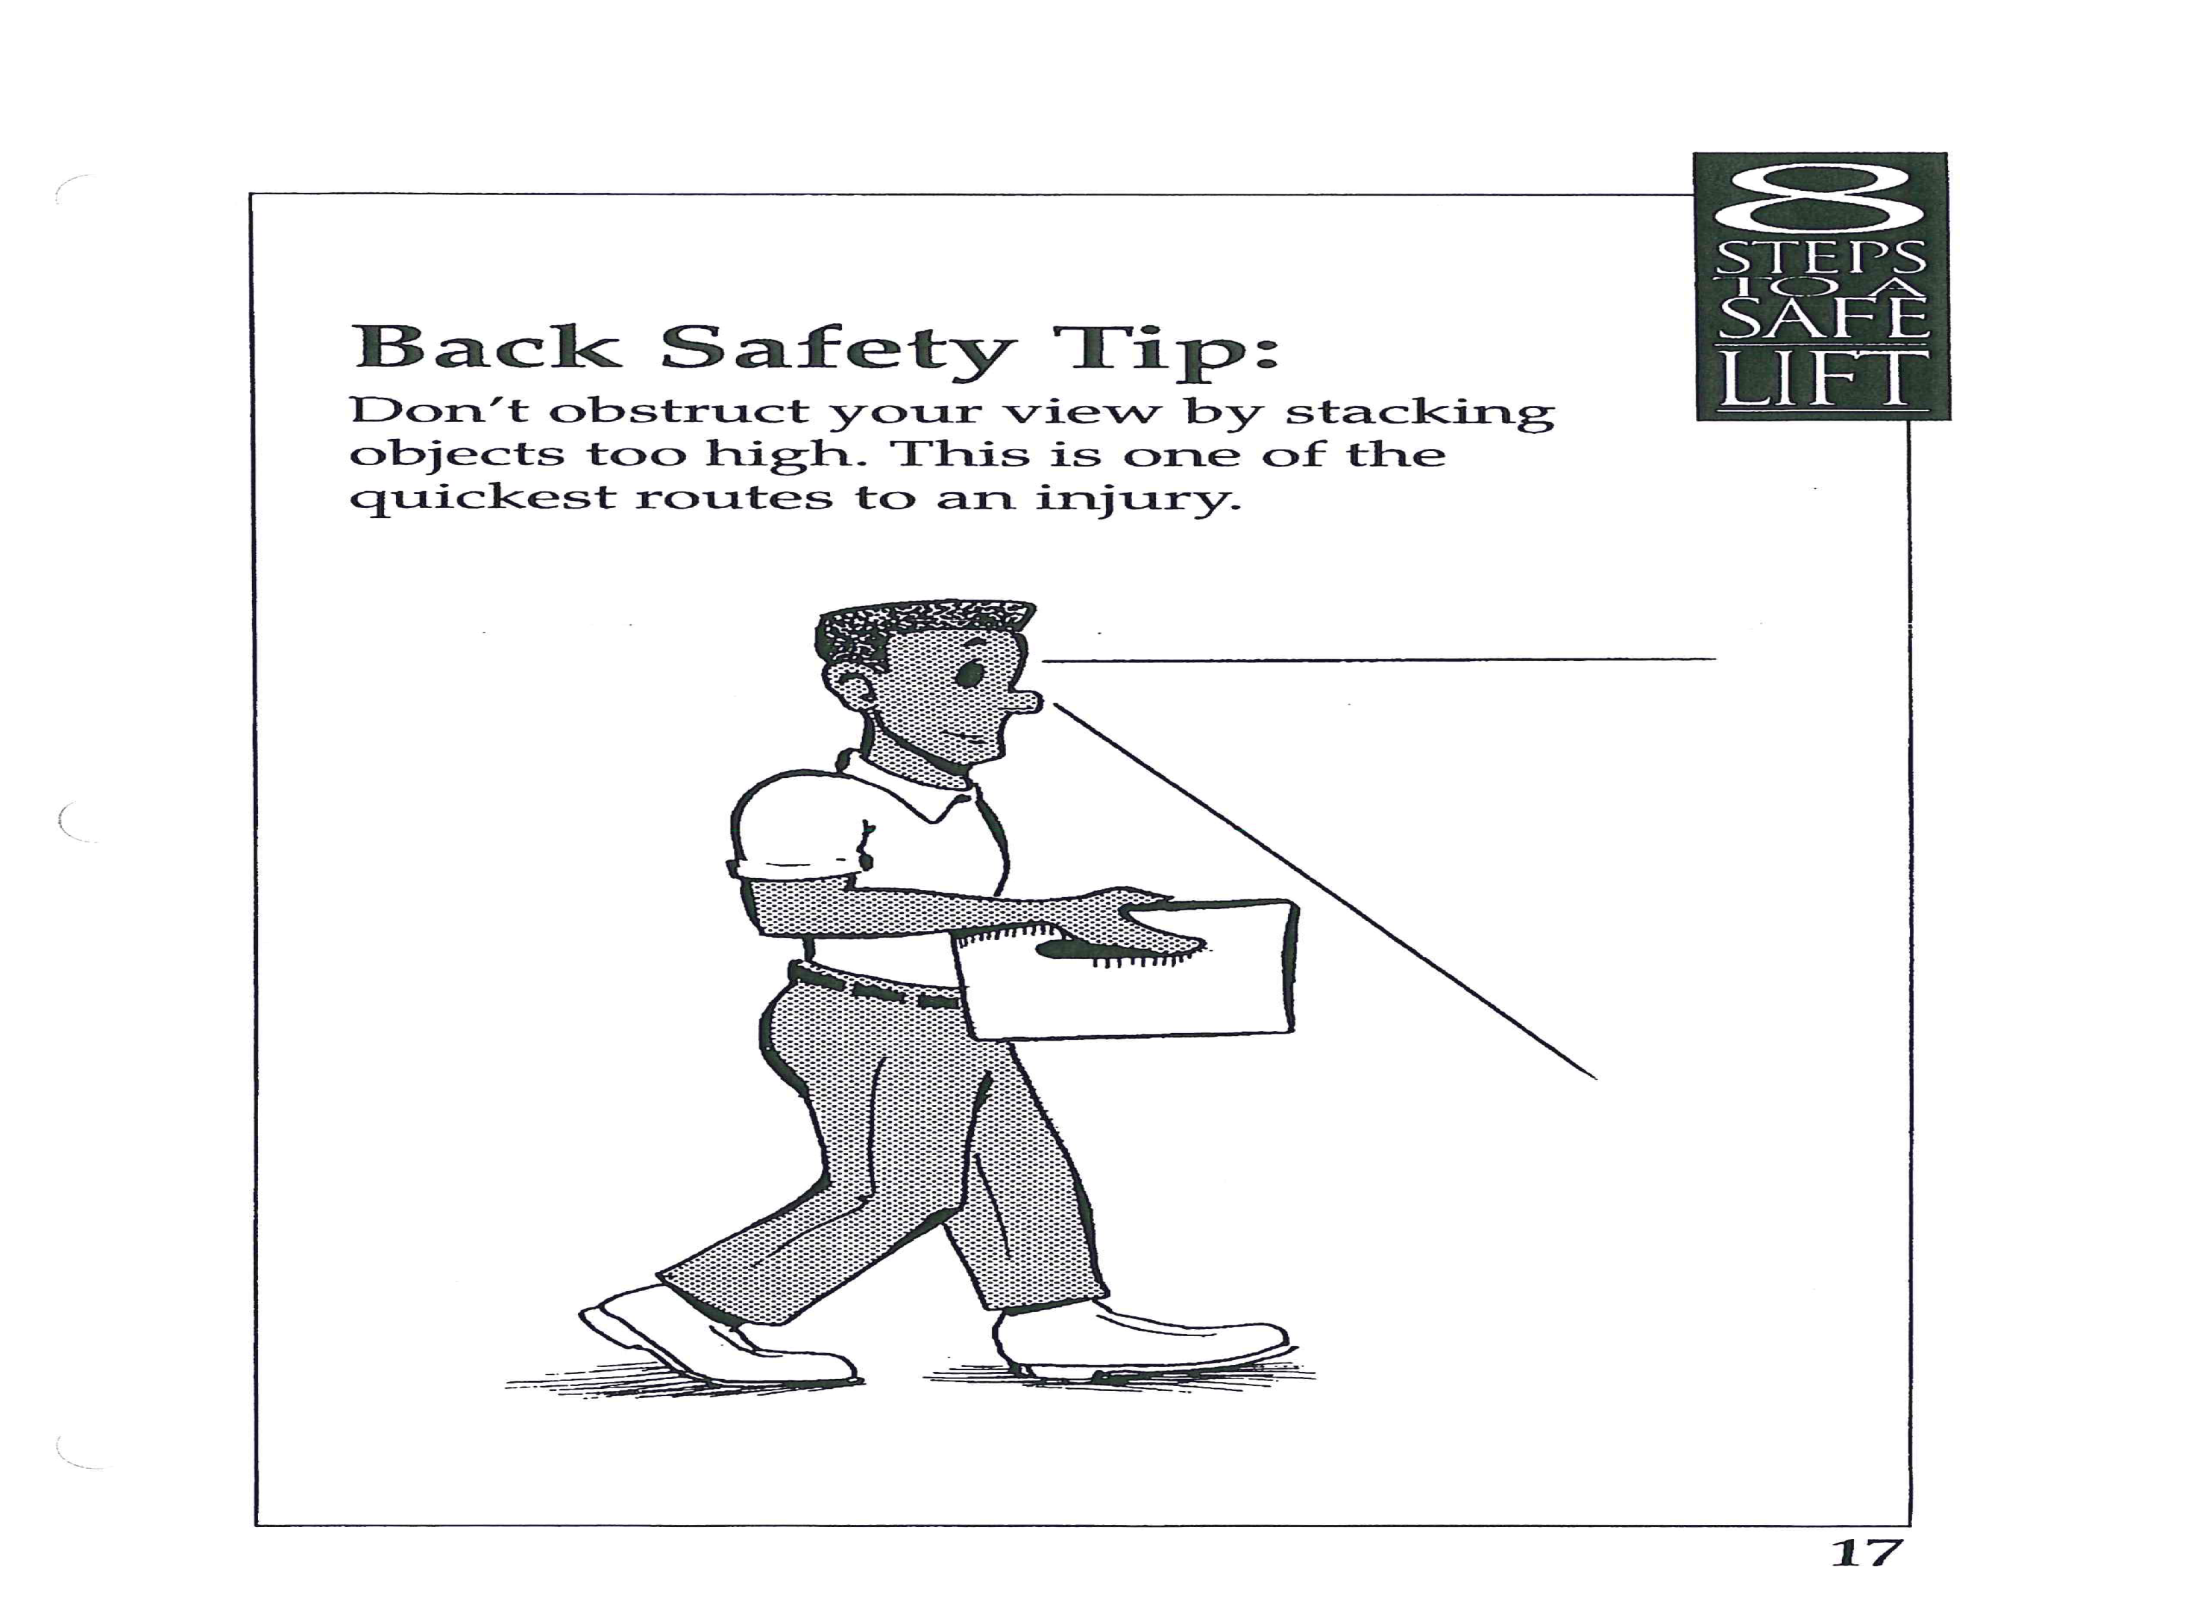 8
STEPS
TO A
SAFE
LIFT
Back Safety Tip:
Don't obstruct your view by stacking
objects too high. This is one of the
quickest routes to an injury.
17